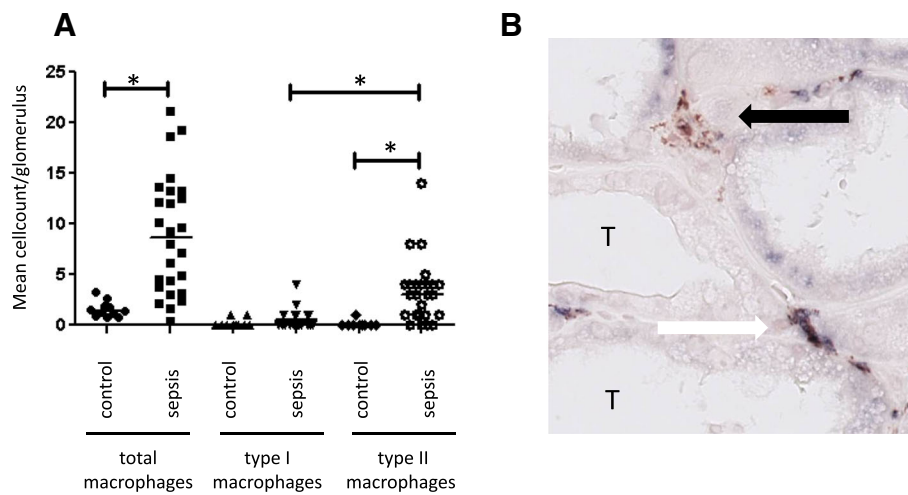 A
B
*
*
*
25
20
15
10
5
0
Mean cellcount/glomerulus
control
sepsis
control
sepsis
control
sepsis
total
macrophages
type I
macrophages
type II
macrophages
T
T